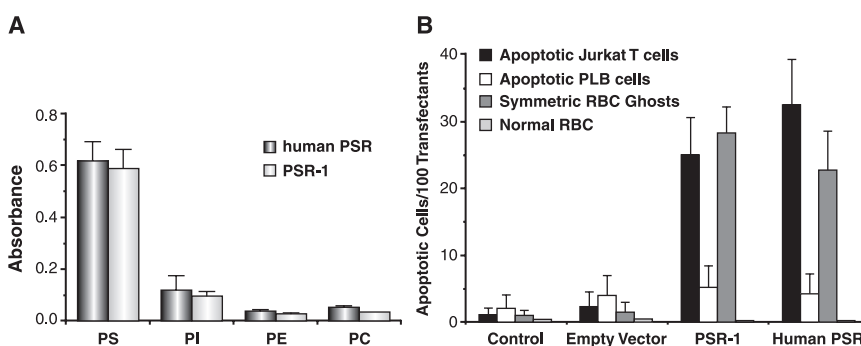 A
Absorbance
0.8
0.6
0.4
0.2
0.0
human PSR
PSR-1
PS PI PE PC
B
Apoptotic Cells/100 Transfectants
40
30
20
10
0
Apoptotic Jurkat T cells
Apoptotic PLB cells
Symmetric RBC Ghosts
Normal RBC
Control Empty Vector PSR-1 Human PSR